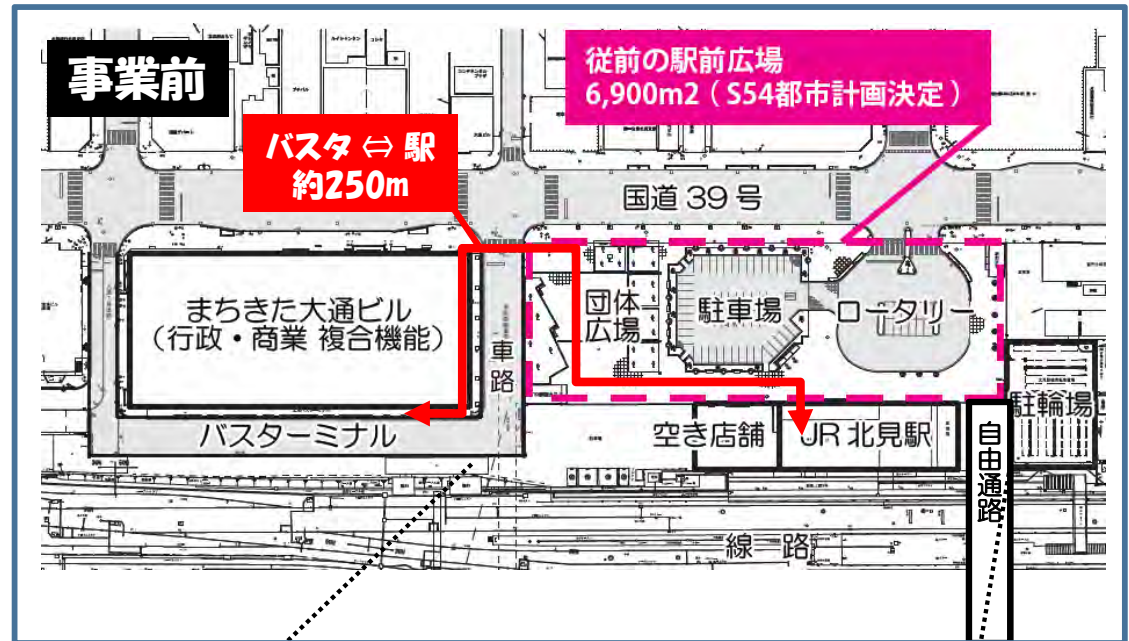 事業前
従前の駅前広場
6,900m2（S54都市計画決定）
バスタ ⇔ 駅
約250m
国道 39 号
まちきた大通ビル
（行政・商業 複合機能）
車路
団体
広場
駐車場
ロータリー
駐輪場
バスターミナル
空き店舗
JR 北見駅
自由通路
線 路